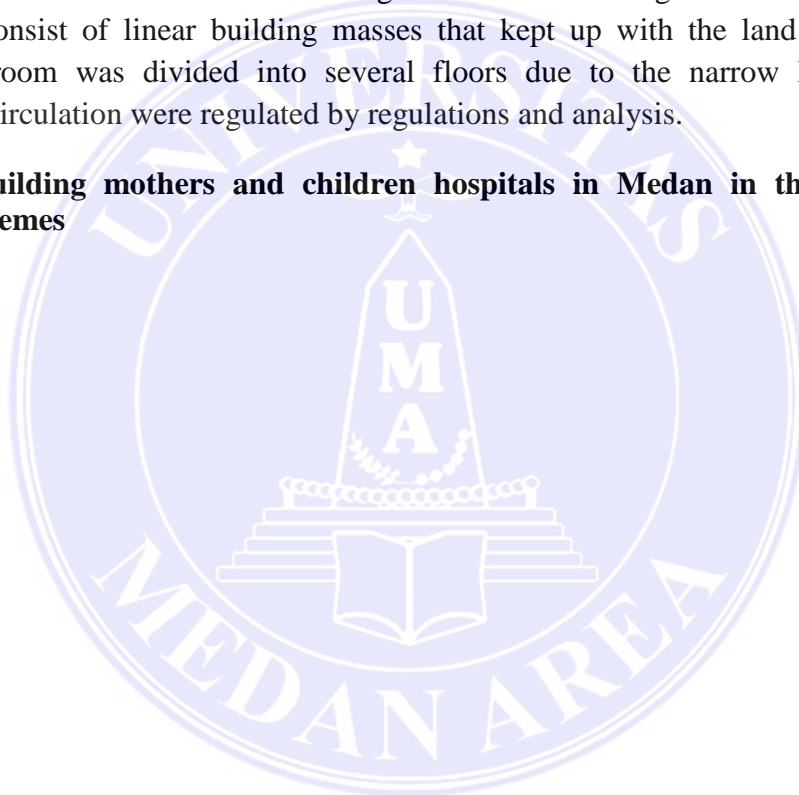 onsist of linear building masses that kept up with the land
room was divided into several floors due to the narrow
irculation were regulated by regulations and analysis.
uilding mothers and children hospitals in Medan in th
emes
UNIVERSITAS
UMA
MEDAN AREA